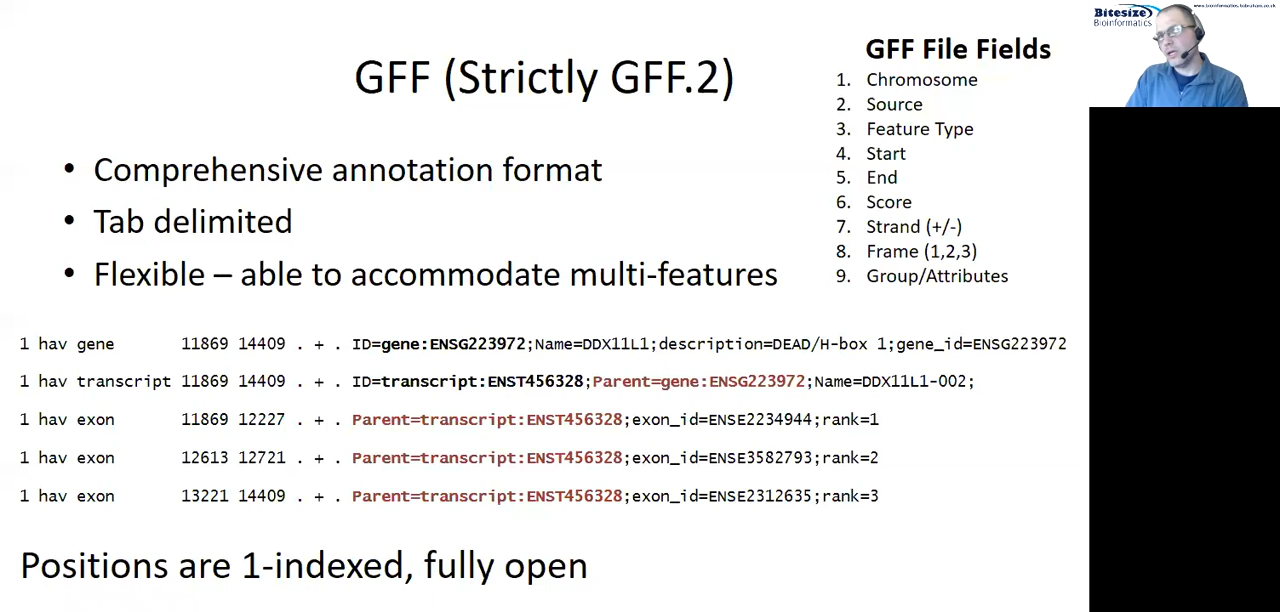 www.bioinformatics.babraham.ac.uk
Bitesize
Bioinformatics
GFF (Strictly GFF.2)
• Comprehensive annotation format
• Tab delimited
• Flexible – able to accommodate multi-features
GFF File Fields
1. Chromosome
2. Source
3. Feature Type
4. Start
5. End
6. Score
7. Strand (+/-)
8. Frame (1,2,3)
9. Group/Attributes
1 hav gene 11869 14409 . + . ID=gene:ENSG223972;Name=DDX11L1;description=DEAD/H-box 1;gene_id=ENSG223972
1 hav transcript 11869 14409 . + . ID=transcript:ENST456328;Parent=gene:ENSG223972;Name=DDX11L1-002;
1 hav exon 11869 12227 . + . Parent=transcript:ENST456328;exon_id=ENSE2234944;rank=1
1 hav exon 12613 12721 . + . Parent=transcript:ENST456328;exon_id=ENSE3582793;rank=2
1 hav exon 13221 14409 . + . Parent=transcript:ENST456328;exon_id=ENSE2312635;rank=3
Positions are 1-indexed, fully open